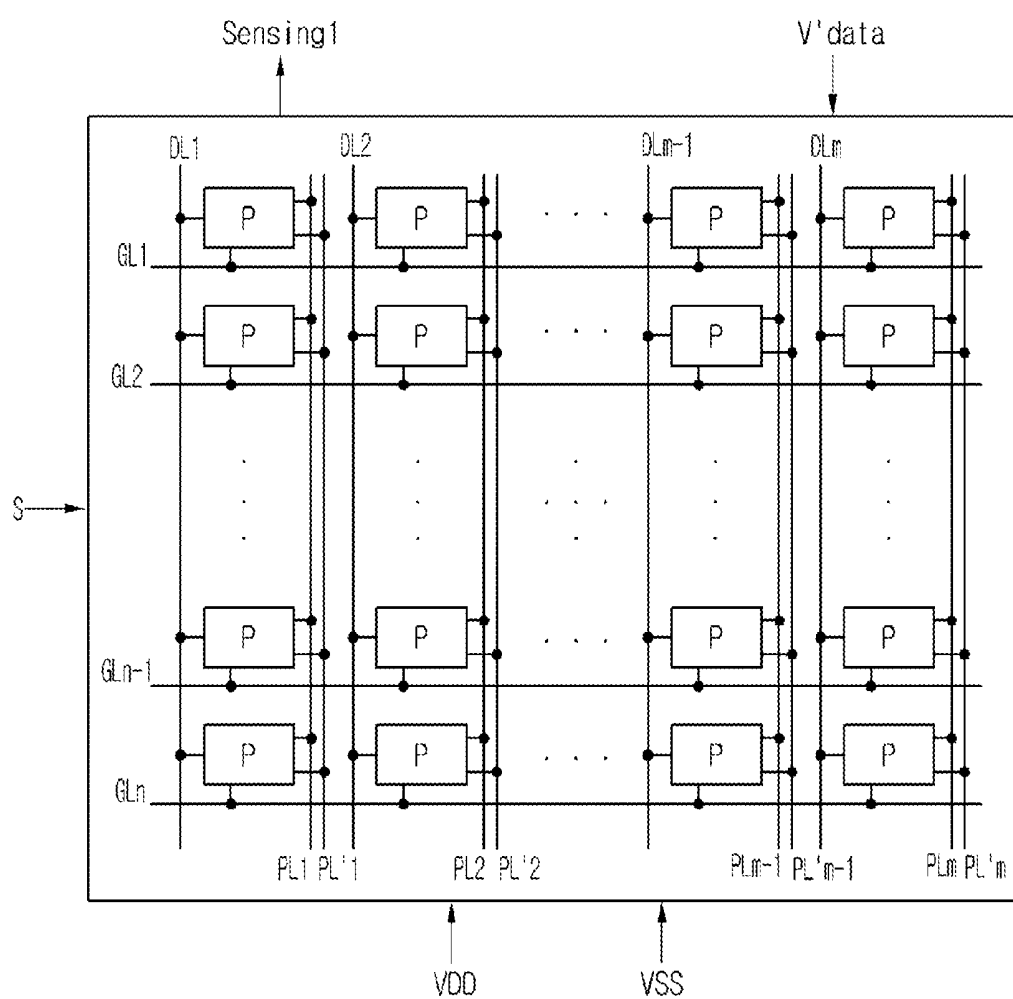 Sensing1 V'data
DL1 DL2 DLm-1 DLm
P P . . . P P
GL1
P P . . . P P
GL2
S
P P . . . P P
GLn-1
P P . . . P P
GLn
PL1 PL'1 PL2 PL'2 PLm-1 PL'm-1 PLm PL'm
VDD VSS